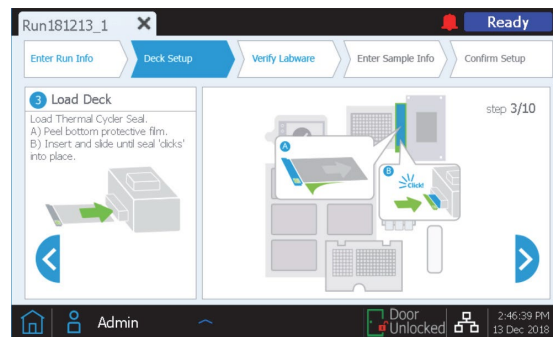 Run181213_1
Ready
Enter Run Info
Deck Setup
Verify Labware
Enter Sample Info
Confirm Setup
3 Load Deck
Load Thermal Cycler Seal.
A) Peel bottom protective film.
B) Insert and slide until seal 'clicks'
into place.
step 3/10
A
B
Click!
Admin
Door
Unlocked
2:46:39 PM
13 Dec 2018